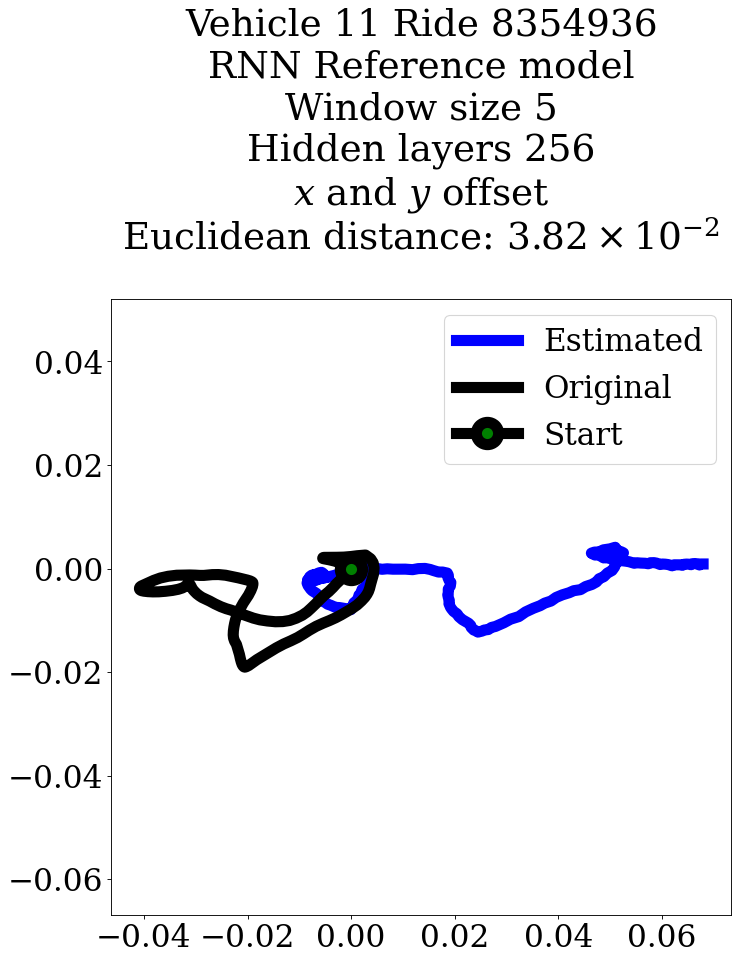 Vehicle 11 Ride 8354936
RNN Reference model
Window size 5
Hidden layers 256
x and y offset
Euclidean distance: 3.82 × 10⁻²
Estimated
Original
Start
0.04
0.02
0.00
−0.02
−0.04
−0.06
−0.04 −0.02 0.00 0.02 0.04 0.06